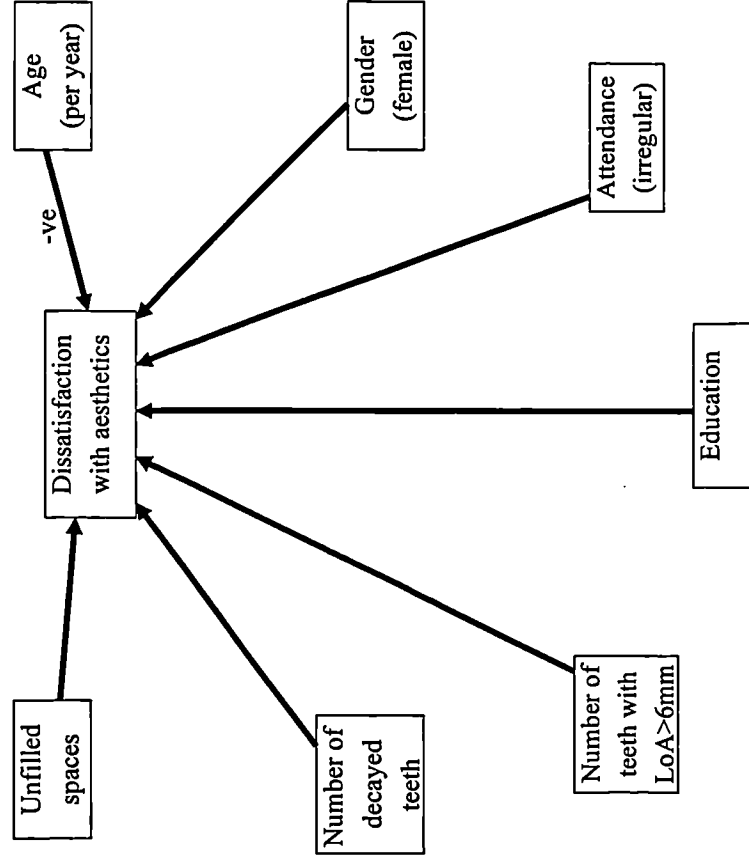 Unfilled
spaces
Dissatisfaction
with aesthetics
-ve
Age
(per year)
Number of
decayed
teeth
Gender
(female)
Number of
teeth with
LoA>6mm
Attendance
(irregular)
Education